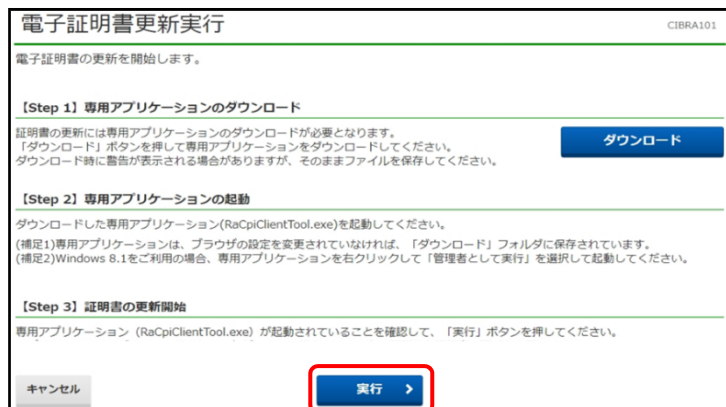 電子証明書更新実行
CIBRA101
電子証明書の更新を開始します。
【Step 1】専用アプリケーションのダウンロード
証明書の更新には専用アプリケーションのダウンロードが必要となります。
「ダウンロード」ボタンを押して専用アプリケーションをダウンロードしてください。
ダウンロード時に警告が表示される場合がありますが、そのままファイルを保存してください。
ダウンロード
【Step 2】専用アプリケーションの起動
ダウンロードした専用アプリケーション(RaCpiClientTool.exe)を起動してください。
(補足1)専用アプリケーションは、ブラウザの設定を変更されていなければ、「ダウンロード」フォルダに保存されています。
(補足2)Windows 8.1をご利用の場合、専用アプリケーションを右クリックして「管理者として実行」を選択して起動してください。
【Step 3】証明書の更新開始
専用アプリケーション（RaCpiClientTool.exe）が起動されていることを確認して、「実行」ボタンを押してください。
キャンセル
実行